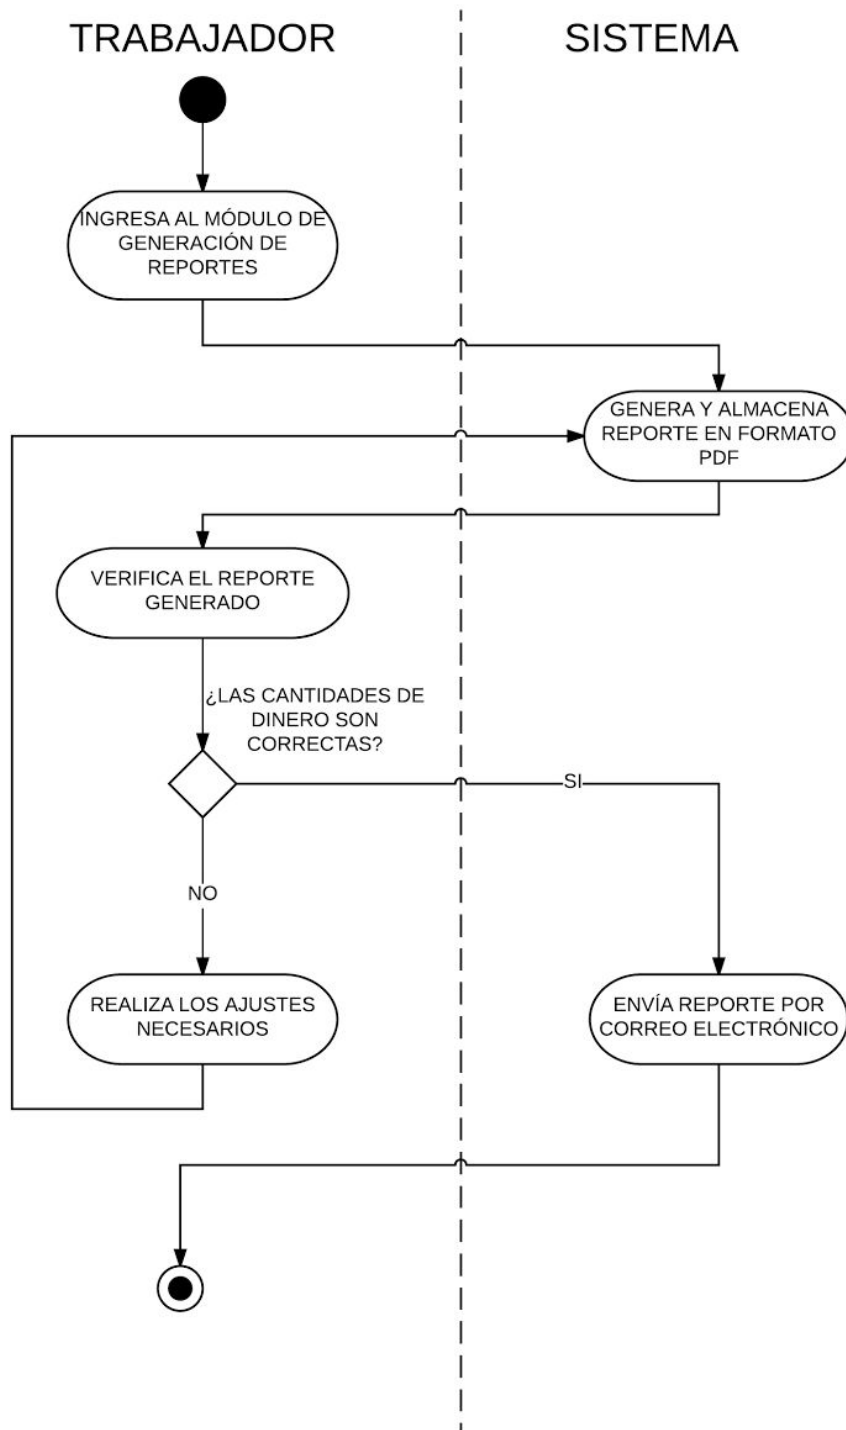 TRABAJADOR
SISTEMA
INGRESA AL MÓDULO DE
GENERACIÓN DE
REPORTES
GENERA Y ALMACENA
REPORTE EN FORMATO
PDF
VERIFICA EL REPORTE
GENERADO
¿LAS CANTIDADES DE
DINERO SON
CORRECTAS?
SI
NO
REALIZA LOS AJUSTES
NECESARIOS
ENVÍA REPORTE POR
CORREO ELECTRÓNICO